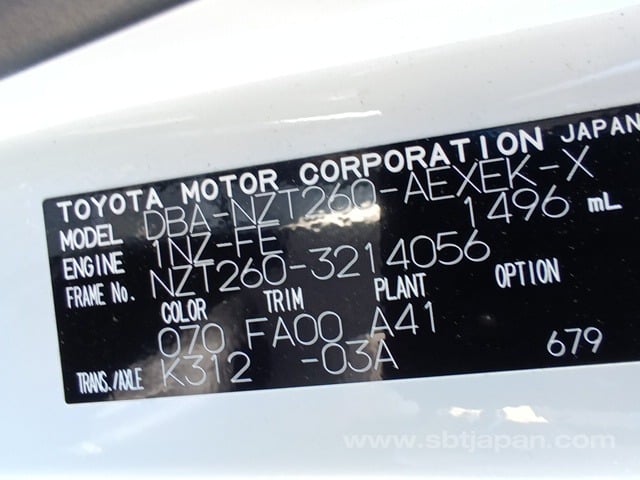 TOYOTA MOTOR CORPORATION JAPAN
MODEL DBA-NZT260-AEXEK-X
ENGINE 1NZ-FE 1496 mL
FRAME No. NZT260-3214056
COLOR TRIM PLANT OPTION
070 FA00 A41
TRANS./AXLE K312 -03A 679
www.sbtjapan.com